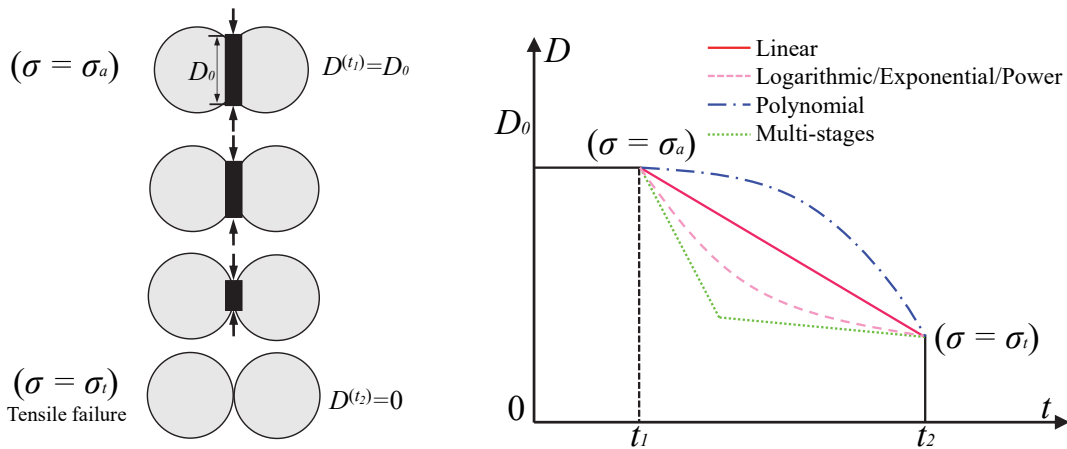 (σ = σa)
D0
D(t1)=D0
(σ = σt)
Tensile failure
D(t2)=0
D
Linear
Logarithmic/Exponential/Power
Polynomial
Multi-stages
D0
(σ = σa)
(σ = σt)
0
t1
t2
t